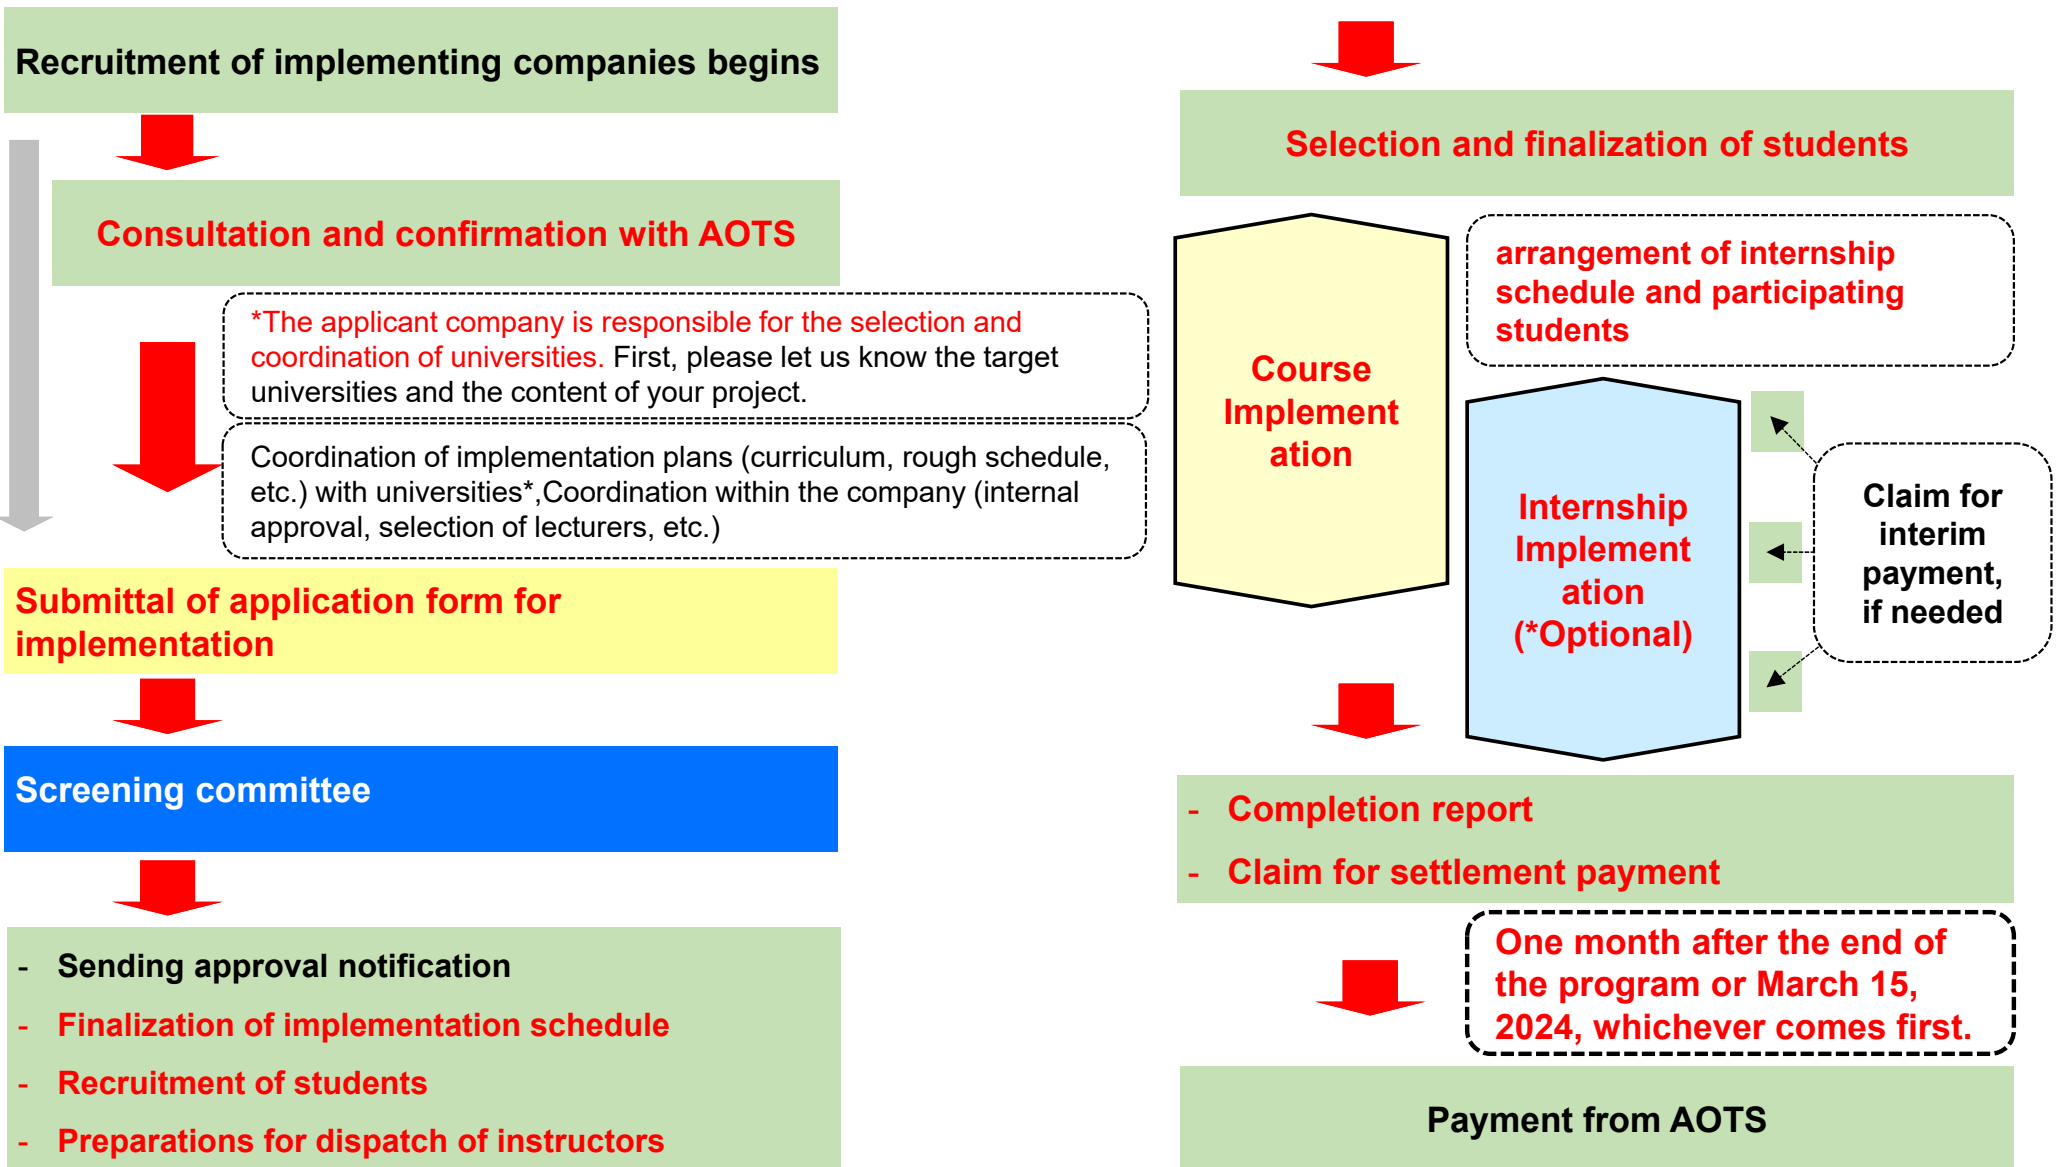 Recruitment of implementing companies begins
Consultation and confirmation with AOTS
*The applicant company is responsible for the selection and
coordination of universities. First, please let us know the target
universities and the content of your project.
Coordination of implementation plans (curriculum, rough schedule,
etc.) with universities*,Coordination within the company (internal
approval, selection of lecturers, etc.)
Submittal of application form for
implementation
Screening committee
- Sending approval notification
- Finalization of implementation schedule
- Recruitment of students
- Preparations for dispatch of instructors
Selection and finalization of students
Course
Implement
ation
arrangement of internship
schedule and participating
students
Internship
Implement
ation
(*Optional)
Claim for
interim
payment,
if needed
- Completion report
- Claim for settlement payment
One month after the end of
the program or March 15,
2024, whichever comes first.
Payment from AOTS